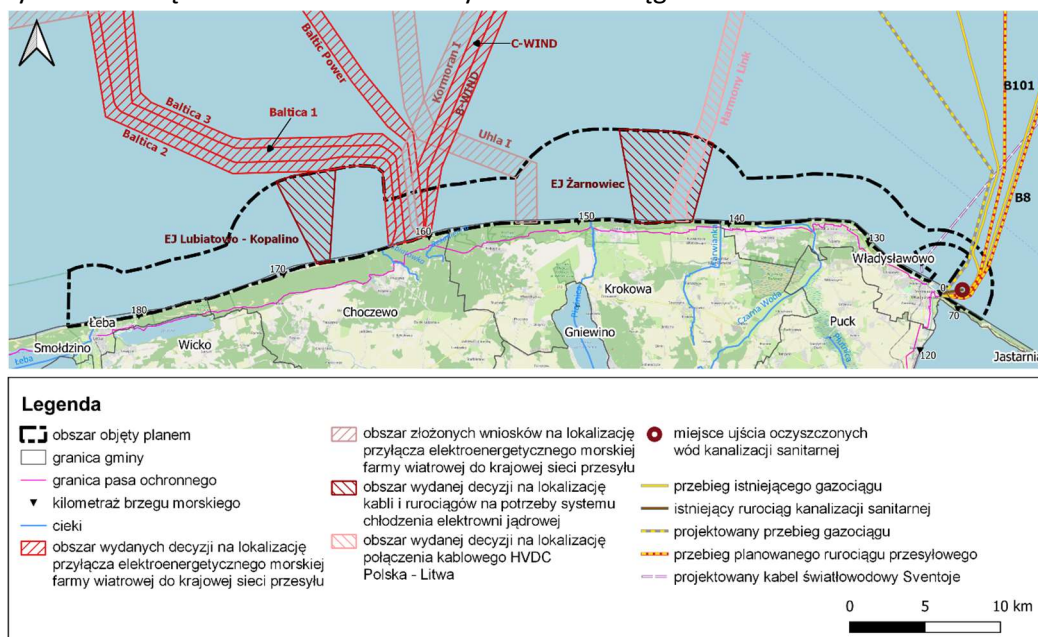 Baltic Power
Kormoran I
C-WIND
B-WIND
Harmony Link
B101
Baltica 3
Baltica 1
Baltica 2
Uhla I
EJ Żarnowiec
B8
EJ Lubiatowo - Kopalino
160
150
140
130
Władysławowo
170
Karwianka
0
Krokowa
70
Łeba
180
Choczewo
Piaśnica
Czarna Woda
Puck
120
Smołdzino
Wicko
Gniewino
Płutnica
Jastarnia
Łeba
Legenda
obszar objęty planem
granica gminy
granica pasa ochronnego
kilometraż brzegu morskiego
cieki
obszar wydanych decyzji na lokalizację
przyłącza elektroenergetycznego morskiej
farmy wiatrowej do krajowej sieci przesyłu
obszar złożonych wniosków na lokalizację
przyłącza elektroenergetycznego morskiej
farmy wiatrowej do krajowej sieci przesyłu
obszar wydanej decyzji na lokalizację
kabli i rurociągów na potrzeby systemu
chłodzenia elektrowni jądrowej
obszar wydanej decyzji na lokalizację
połączenia kablowego HVDC
Polska - Litwa
miejsce ujścia oczyszczonych
wód kanalizacji sanitarnej
przebieg istniejącego gazociągu
istniejący rurociąg kanalizacji sanitarnej
projektowany przebieg gazociągu
przebieg planowanego rurociągu przesyłowego
projektowany kabel światłowodowy Sventoje
0 5 10 km